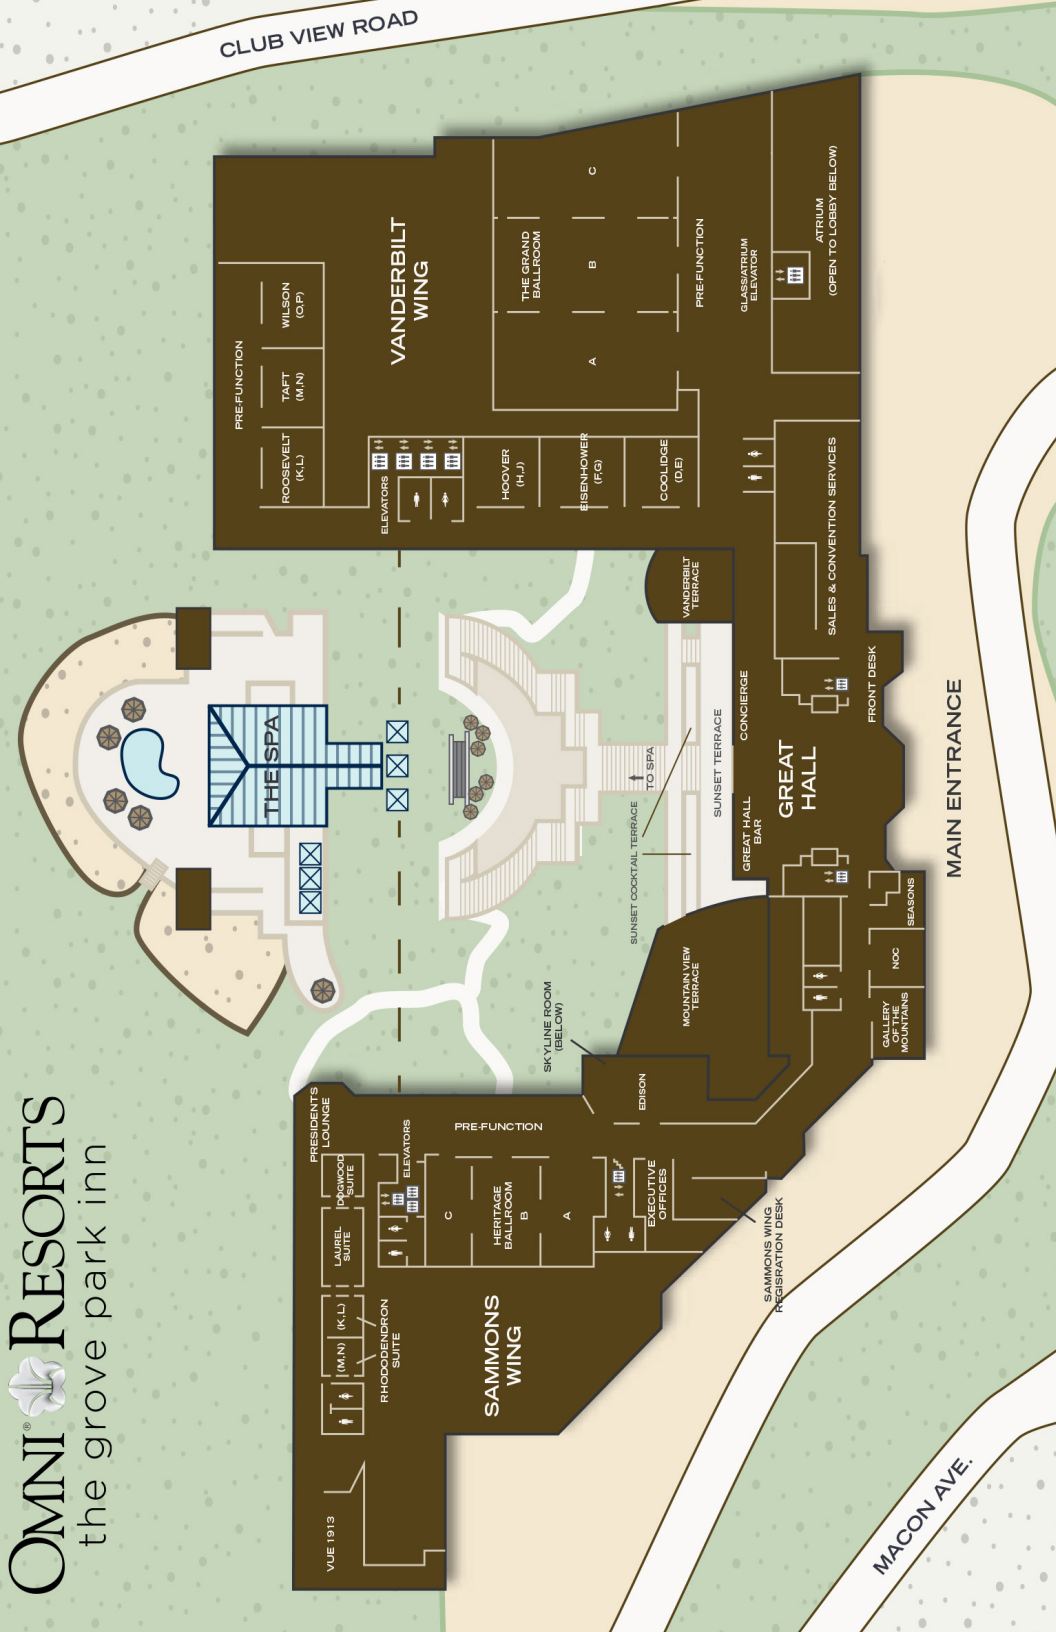 OMNI® RESORTS
the grove park inn
CLUB VIEW ROAD
VANDERBILT
WING
PRE-FUNCTION
WILSON
(O,P)
TAFT
(M,N)
ROOSEVELT
(K,L)
ELEVATORS
HOOVER
(H,J)
EISENHOWER
(F,G)
COOLIDGE
(D,E)
THE GRAND
BALLROOM
C
B
A
PRE-FUNCTION
GLASS/ATRIUM
ELEVATOR
ATRIUM
(OPEN TO LOBBY BELOW)
SALES & CONVENTION SERVICES
VANDERBILT
TERRACE
THE SPA
TO SPA
SUNSET COCKTAIL TERRACE
SUNSET TERRACE
CONCIERGE
GREAT HALL
BAR
GREAT
HALL
FRONT DESK
MAIN ENTRANCE
SEASONS
NOC
GALLERY
OF THE
MOUNTAINS
MOUNTAIN VIEW
TERRACE
SKYLINE ROOM
(BELOW)
EDISON
PRE-FUNCTION
PRESIDENTS
LOUNGE
DOGWOOD
SUITE
ELEVATORS
LAUREL
SUITE
(K,L)
(M,N)
RHODODENDRON
SUITE
C
HERITAGE
BALLROOM
B
A
EXECUTIVE
OFFICES
SAMMONS WING
REGISRATION DESK
SAMMONS
WING
VUE 1913
MACON AVE.